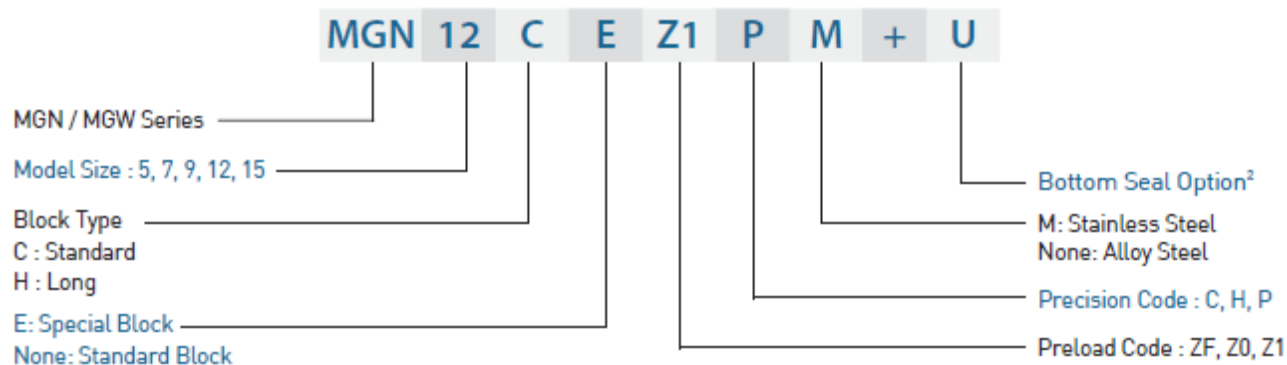 MGN 12 C E Z1 P M + U
MGN / MGW Series
Model Size : 5, 7, 9, 12, 15
Block Type
C : Standard
H : Long
E: Special Block
None: Standard Block
Bottom Seal Option²
M: Stainless Steel
None: Alloy Steel
Precision Code : C, H, P
Preload Code : ZF, Z0, Z1